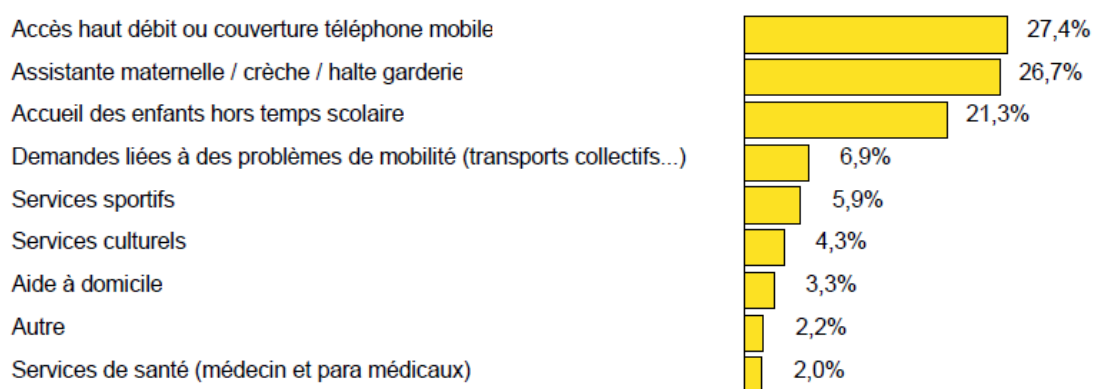 Accès haut débit ou couverture téléphone mobile 27,4%
Assistante maternelle / crèche / halte garderie 26,7%
Accueil des enfants hors temps scolaire 21,3%
Demandes liées à des problèmes de mobilité (transports collectifs...) 6,9%
Services sportifs 5,9%
Services culturels 4,3%
Aide à domicile 3,3%
Autre 2,2%
Services de santé (médecin et para médicaux) 2,0%